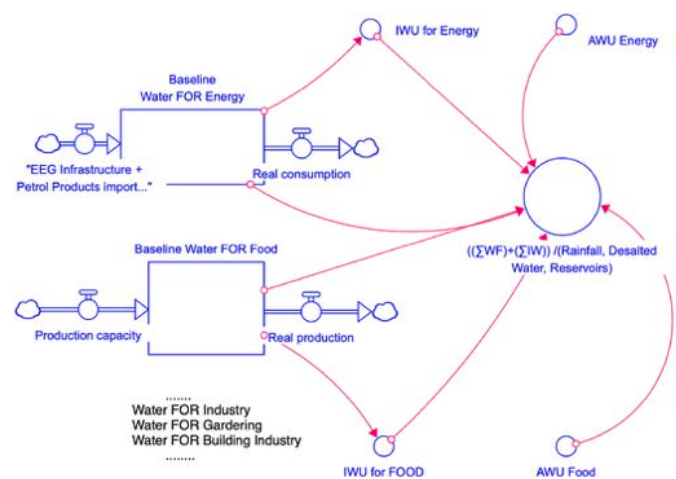 IWU for Energy
AWU Energy
Baseline
Water FOR Energy
"EEG Infrastructure +
Petrol Products import..."
Real consumption
((∑WF)+(∑IW)) /(Rainfall, Desalted
Water, Reservoirs)
Baseline Water FOR Food
Production capacity
Real production
.......
Water FOR Industry
Water FOR Gardering
Water FOR Building Industry
........
IWU for FOOD
AWU Food